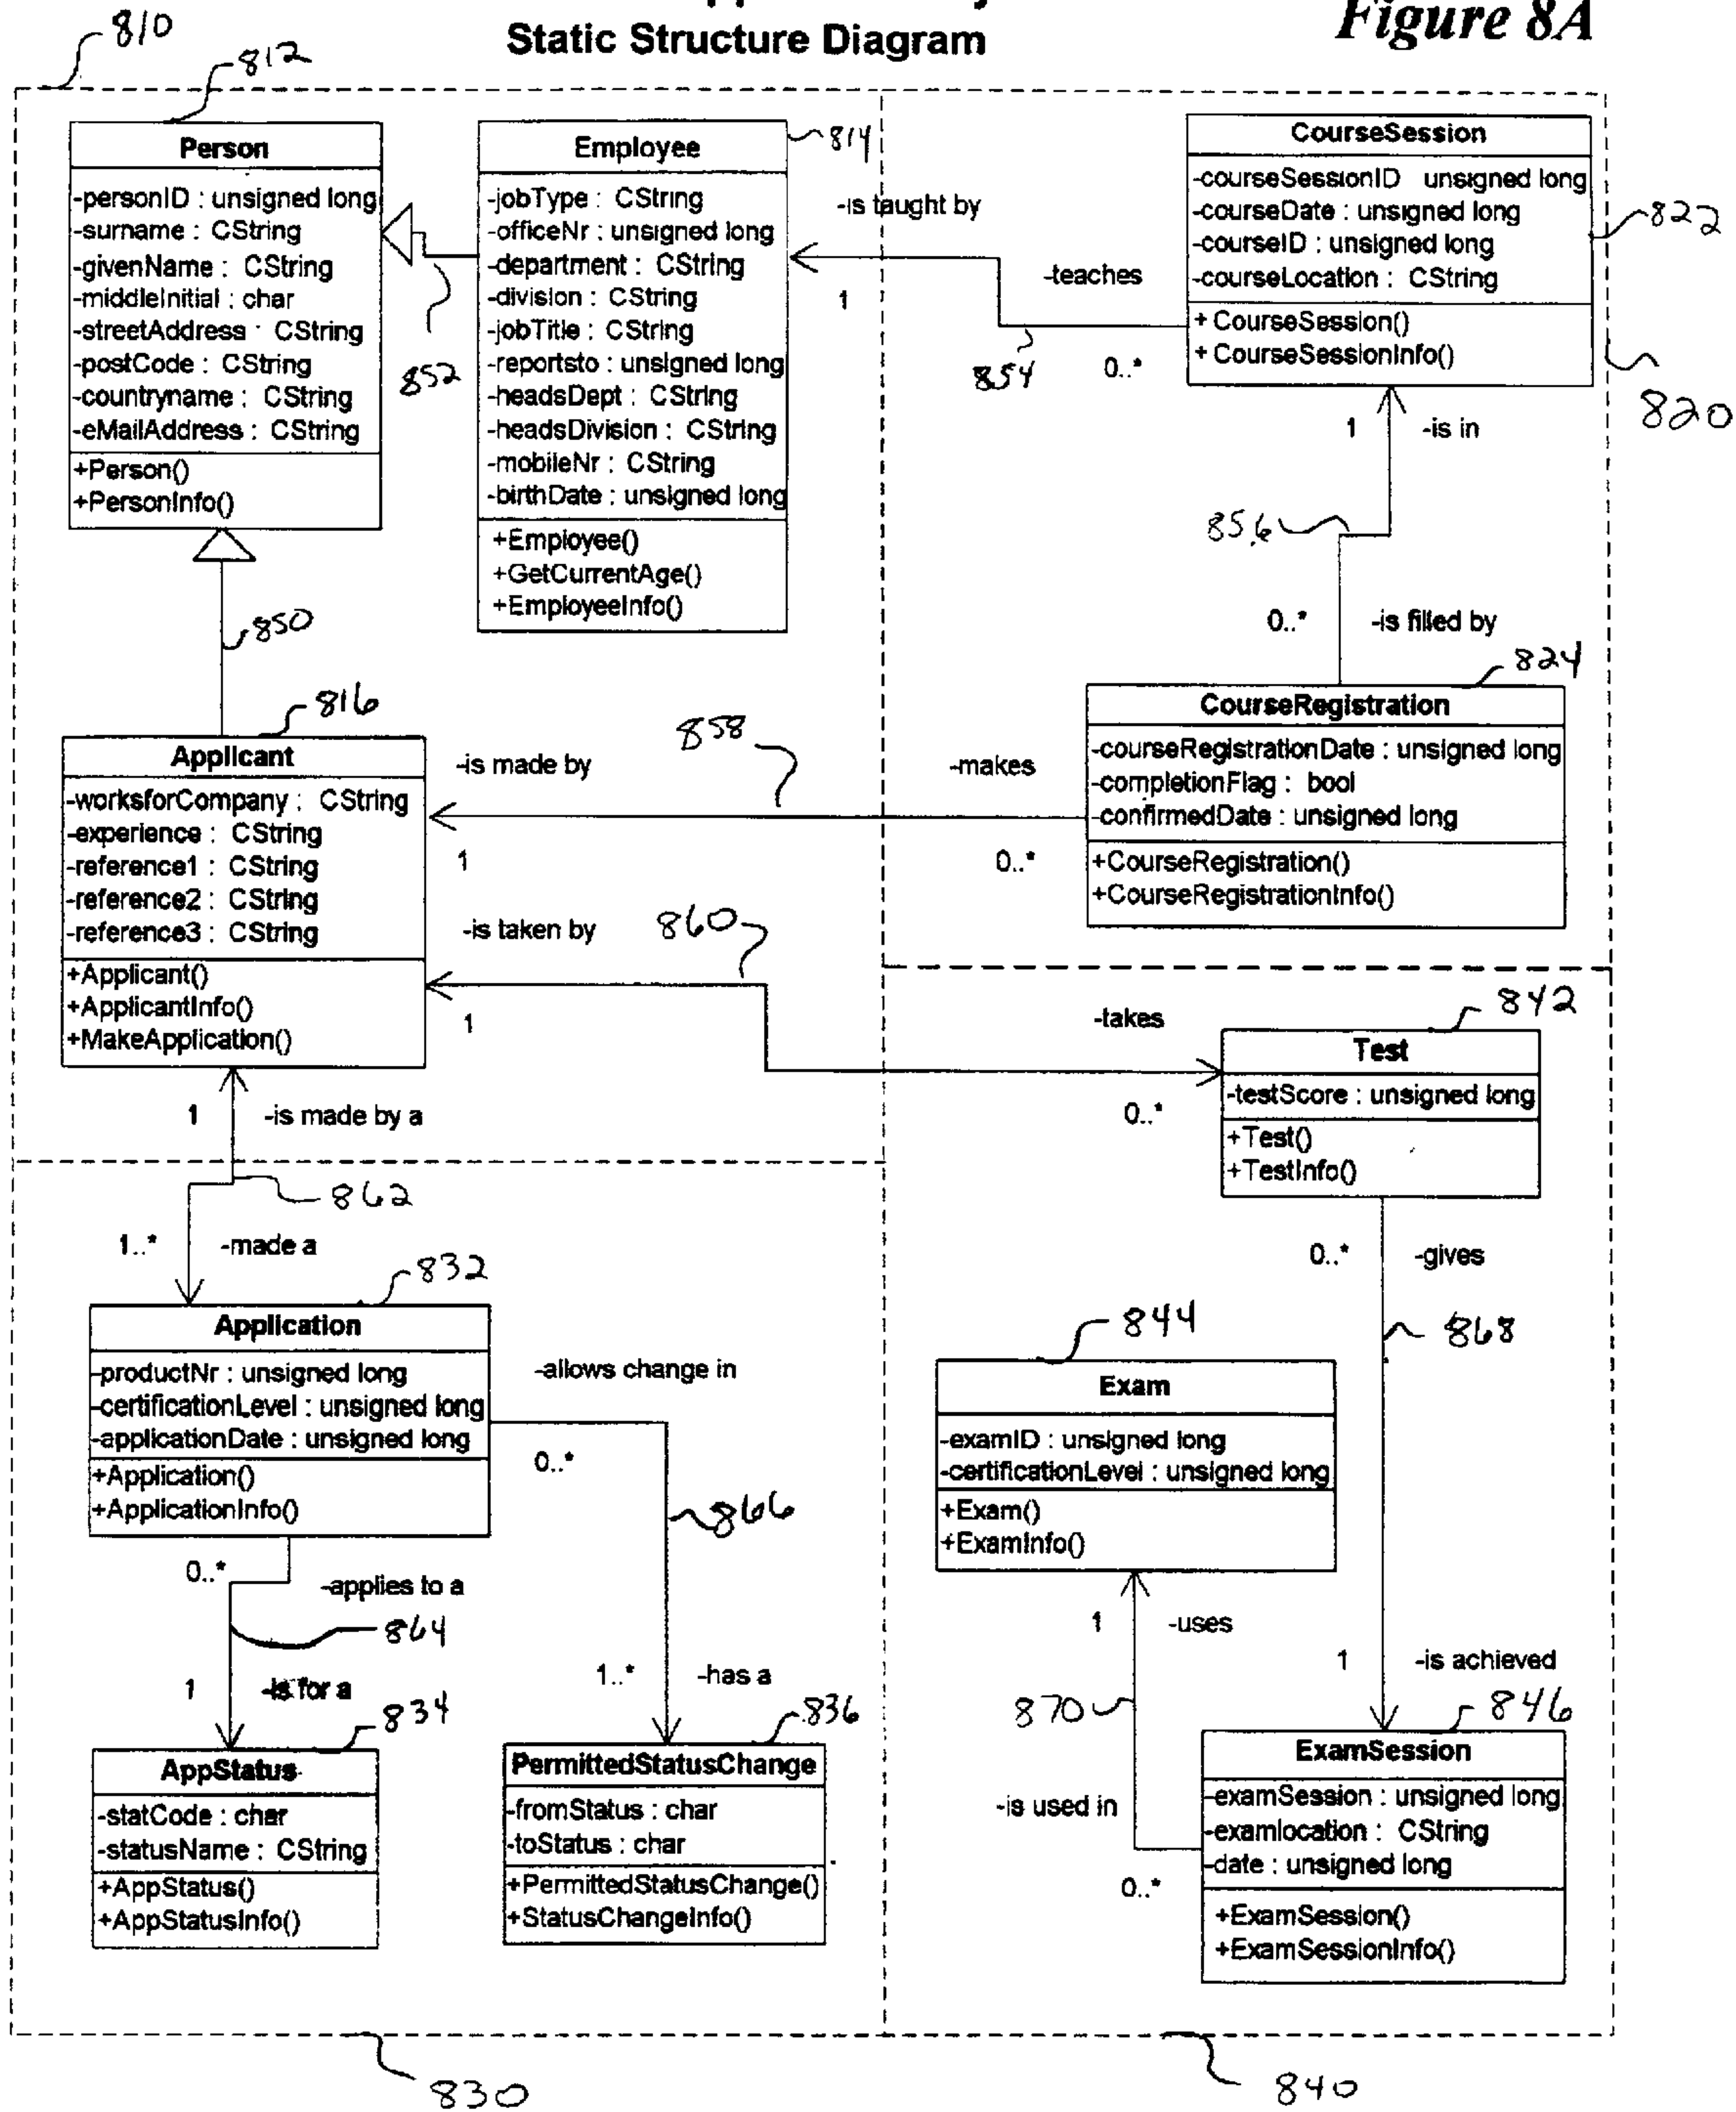 Static Structure Diagram
Figure 8A
810
812
Person
-personID : unsigned long
-surname : CString
-givenName : CString
-middleInitial : char
-streetAddress : CString
-postCode : CString
-countryname : CString
-eMailAddress : CString
+Person()
+PersonInfo()
814
Employee
-jobType : CString
-officeNr : unsigned long
-department : CString
-division : CString
-jobTitle : CString
-reportsto : unsigned long
-headsDept : CString
-headsDivision : CString
-mobileNr : CString
-birthDate : unsigned long
+Employee()
+GetCurrentAge()
+EmployeeInfo()
852
-is taught by
1
-teaches
854
0..*
CourseSession
-courseSessionID unsigned long
-courseDate : unsigned long
-courseID : unsigned long
-courseLocation : CString
+ CourseSession()
+ CourseSessionInfo()
822
820
1
-is in
856
0..*
-is filled by
824
CourseRegistration
-courseRegistrationDate : unsigned long
-completionFlag : bool
-confirmedDate : unsigned long
+CourseRegistration()
+CourseRegistrationInfo()
850
816
Applicant
-worksforCompany : CString
-experience : CString
-reference1 : CString
-reference2 : CString
-reference3 : CString
+Applicant()
+ApplicantInfo()
+MakeApplication()
-is made by
858
-makes
1
0..*
-is taken by
860
1
-takes
0..*
842
Test
-testScore : unsigned long
+Test()
+TestInfo()
1
-is made by a
862
1..*
-made a
832
Application
-productNr : unsigned long
-certificationLevel : unsigned long
-applicationDate : unsigned long
+Application()
+ApplicationInfo()
-allows change in
0..*
866
0..*
-applies to a
864
1
-is for a
834
1..*
-has a
836
AppStatus
-statCode : char
-statusName : CString
+AppStatus()
+AppStatusInfo()
PermittedStatusChange
-fromStatus : char
-toStatus : char
+PermittedStatusChange()
+StatusChangeInfo()
0..*
-gives
868
844
Exam
-examID : unsigned long
-certificationLevel : unsigned long
+Exam()
+ExamInfo()
1
-uses
870
-is used in
0..*
1
-is achieved
846
ExamSession
-examSession : unsigned long
-examlocation : CString
-date : unsigned long
+ExamSession()
+ExamSessionInfo()
830
840